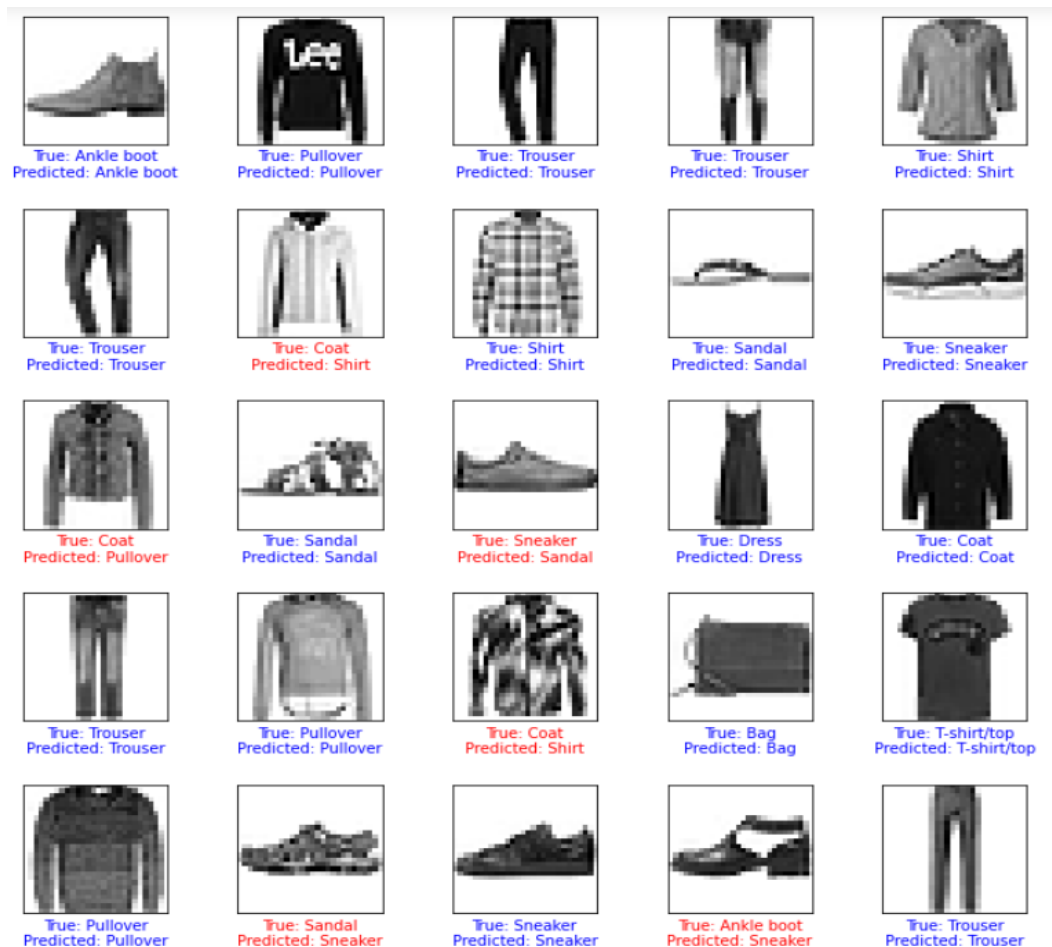 Lee
True: Ankle boot
Predicted: Ankle boot
True: Pullover
Predicted: Pullover
True: Trouser
Predicted: Trouser
True: Trouser
Predicted: Trouser
True: Shirt
Predicted: Shirt
True: Trouser
Predicted: Trouser
True: Coat
Predicted: Shirt
True: Shirt
Predicted: Shirt
True: Sandal
Predicted: Sandal
True: Sneaker
Predicted: Sneaker
True: Coat
Predicted: Pullover
True: Sandal
Predicted: Sandal
True: Sneaker
Predicted: Sandal
True: Dress
Predicted: Dress
True: Coat
Predicted: Coat
True: Trouser
Predicted: Trouser
True: Pullover
Predicted: Pullover
True: Coat
Predicted: Shirt
True: Bag
Predicted: Bag
True: T-shirt/top
Predicted: T-shirt/top
True: Pullover
Predicted: Pullover
True: Sandal
Predicted: Sneaker
True: Sneaker
Predicted: Sneaker
True: Ankle boot
Predicted: Sneaker
True: Trouser
Predicted: Trouser